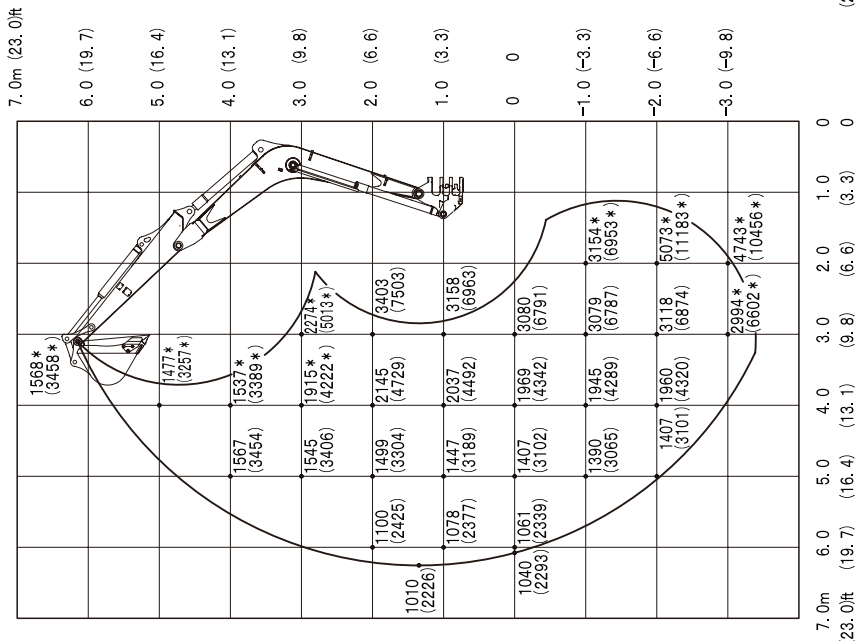 7.0m (23.0)ft
1568*
(3458*)
6.0 (19.7)
5.0 (16.4)
1477*
(3257*)
4.0 (13.1)
1567 1537*
(3454) (3389*)
3.0 (9.8)
1545 1915* 2274*
(3406) (4222*) (5013*)
2.0 (6.6)
1100 1499 2145 3403
(2425) (3304) (4729) (7503)
1010
(2226)
1.0 (3.3)
1078 1447 2037 3158
(2377) (3189) (4492) (6963)
0 0
1040 1061 1407 1969 3080
(2293) (2339) (3102) (4342) (6791)
-1.0 (-3.3)
1390 1945 3079 3154*
(3065) (4289) (6787) (6953*)
-2.0 (-6.6)
1407 1960 3118 5073*
(3101) (4320) (6874) (11183*)
-3.0 (-9.8)
2994* 4743*
(6602*) (10456*)
7.0m 6.0 5.0 4.0 3.0 2.0 1.0 0
(23.0)ft (19.7) (16.4) (13.1) (9.8) (6.6) (3.3) 0